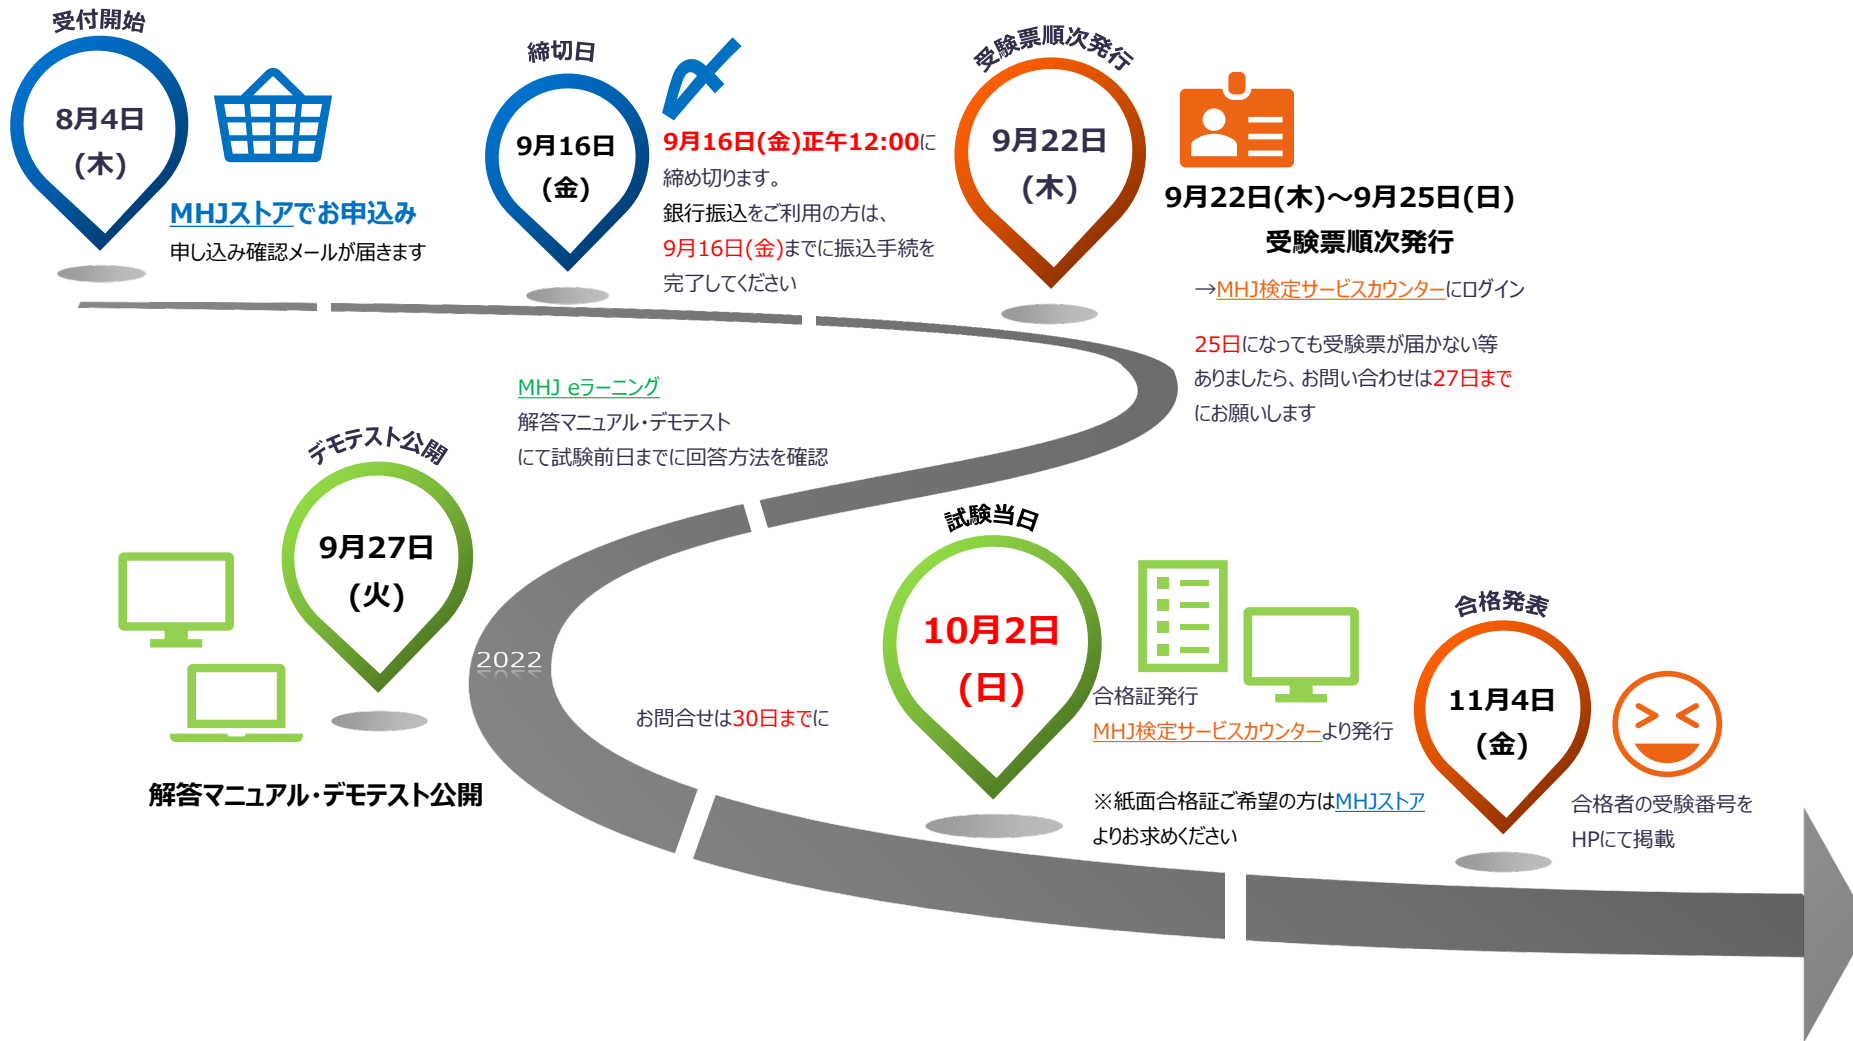 受付開始
8月4日
(木)
MHJストアでお申込み
申し込み確認メールが届きます
締切日
9月16日
(金)
9月16日(金)正午12:00に
締め切ります。
銀行振込をご利用の方は、
9月16日(金)までに振込手続を
完了してください
受験票順次発行
9月22日
(木)
9月22日(木)～9月25日(日)
受験票順次発行
→MHJ検定サービスカウンターにログイン
25日になっても受験票が届かない等
ありましたら、お問い合わせは27日まで
にお願いします
MHJ eラーニング
解答マニュアル・デモテスト
にて試験前日までに回答方法を確認
デモテスト公開
9月27日
(火)
解答マニュアル・デモテスト公開
2022
お問合せは30日までに
試験当日
10月2日
(日)
合格証発行
MHJ検定サービスカウンターより発行
※紙面合格証ご希望の方はMHJストア
よりお求めください
合格発表
11月4日
(金)
合格者の受験番号を
HPにて掲載